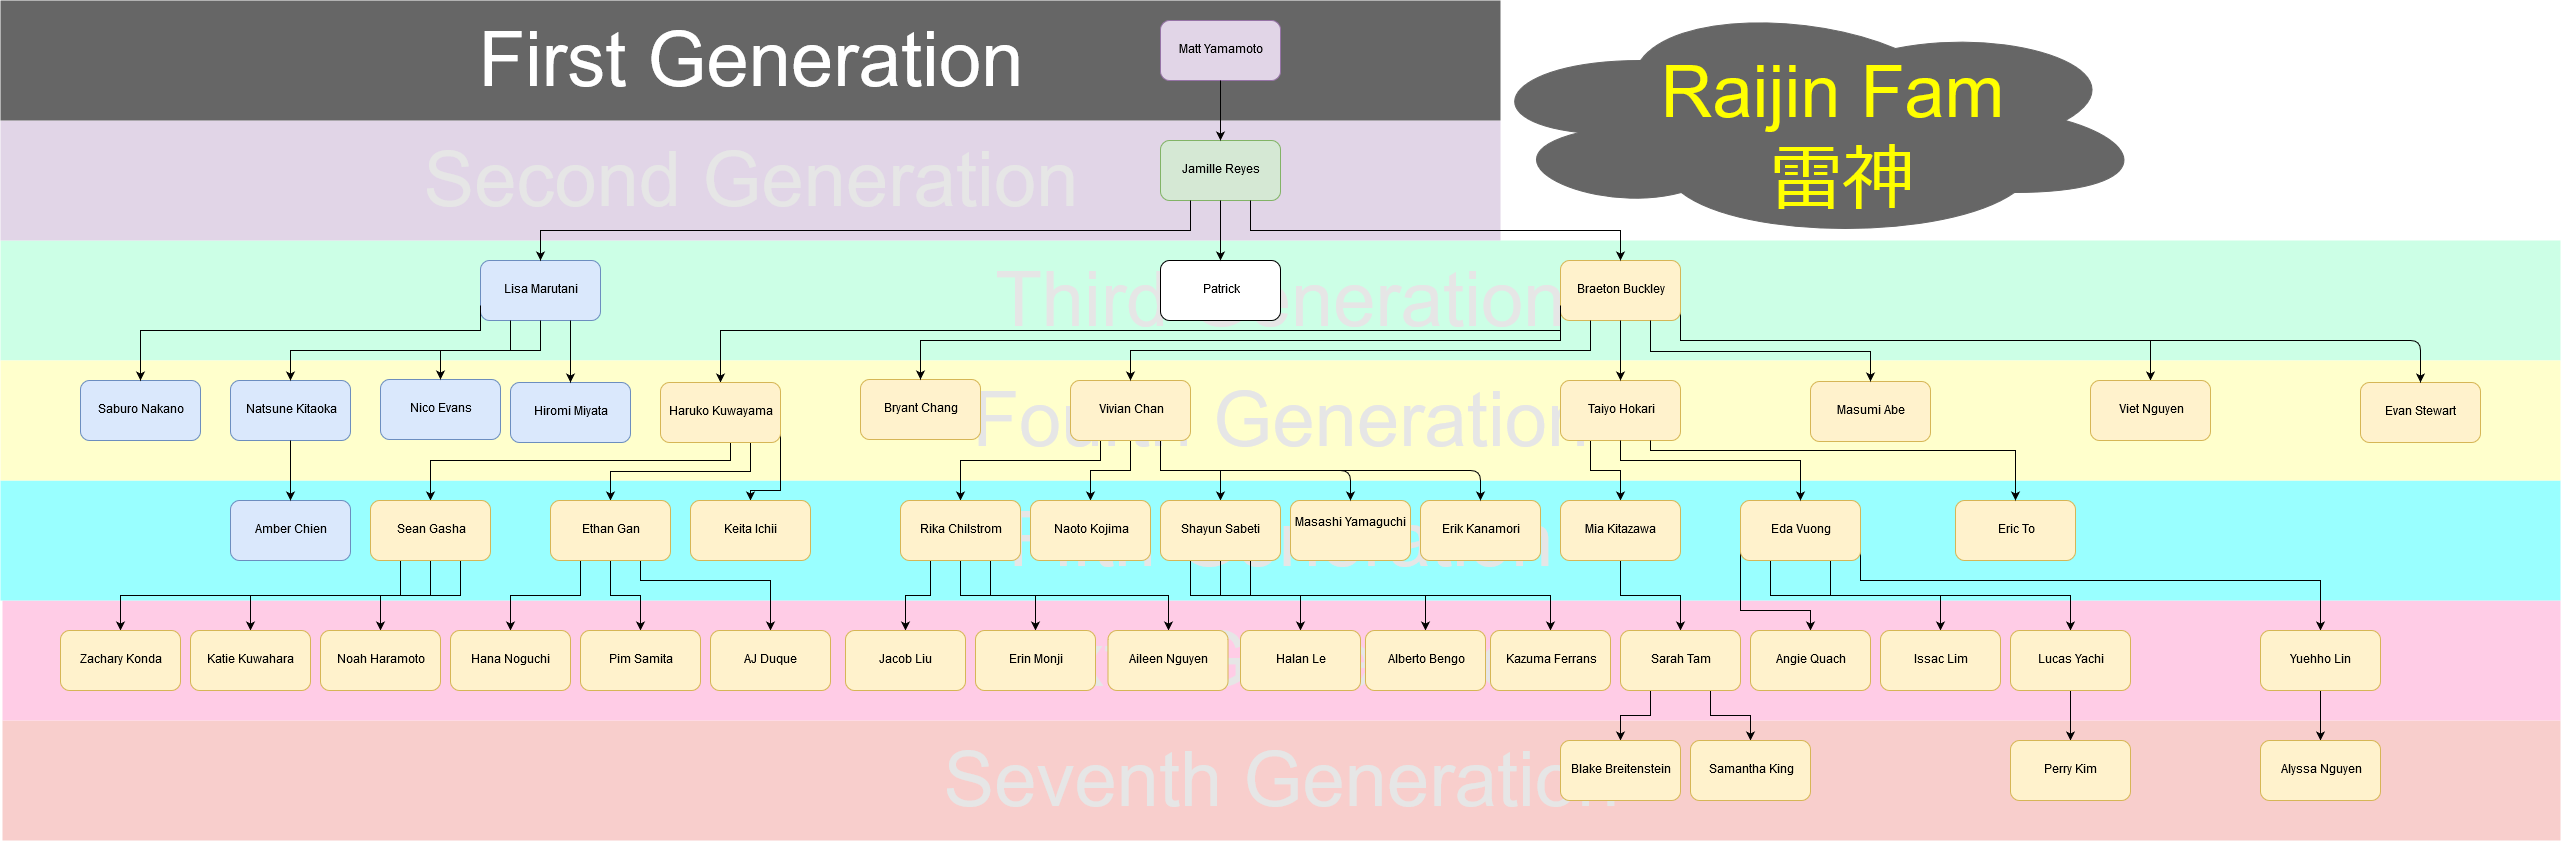 First Generation
Matt Yamamoto
Raijin Fam
雷神
Second Generation
Jamille Reyes
Third Generation
Lisa Marutani
Patrick
Braeton Buckley
Fourth Generation
Saburo Nakano
Natsune Kitaoka
Nico Evans
Hiromi Miyata
Haruko Kuwayama
Bryant Chang
Vivian Chan
Taiyo Hokari
Masumi Abe
Viet Nguyen
Evan Stewart
Fifth Generation
Amber Chien
Sean Gasha
Ethan Gan
Keita Ichii
Rika Chilstrom
Naoto Kojima
Shayun Sabeti
Masashi Yamaguchi
Erik Kanamori
Mia Kitazawa
Eda Vuong
Eric To
Zachary Konda
Katie Kuwahara
Noah Haramoto
Hana Noguchi
Pim Samita
AJ Duque
Jacob Liu
Erin Monji
Aileen Nguyen
Halan Le
Alberto Bengo
Kazuma Ferrans
Sarah Tam
Angie Quach
Issac Lim
Lucas Yachi
Yuehho Lin
Seventh Generation
Blake Breitenstein
Samantha King
Perry Kim
Alyssa Nguyen